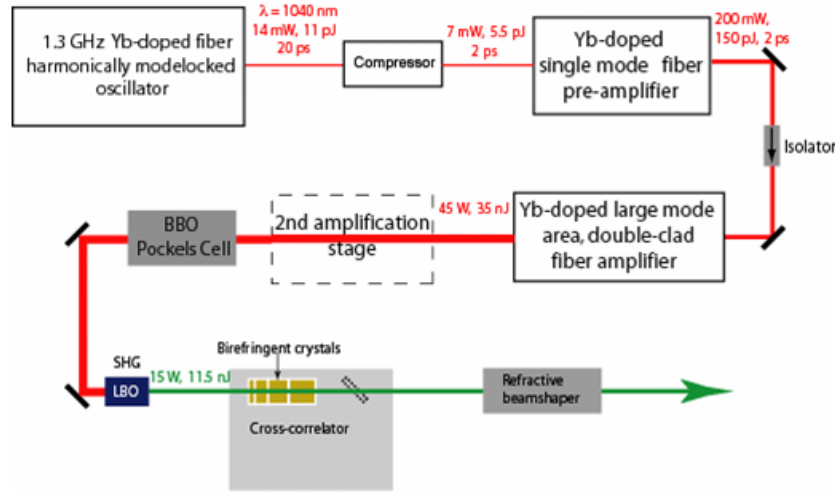 1.3 GHz Yb-doped fiber
harmonically modelocked
oscillator
λ = 1040 nm
14 mW, 11 pJ
20 ps
Compressor
7 mW, 5.5 pJ
2 ps
Yb-doped
single mode fiber
pre-amplifier
200 mW,
150 pJ, 2 ps
Isolator
BBO
Pockels Cell
2nd amplification
stage
45 W, 35 nJ
Yb-doped large mode
area, double-clad
fiber amplifier
SHG
LBO
15 W, 11.5 nJ
Birefringent crystals
Cross-correlator
Refractive
beamshaper